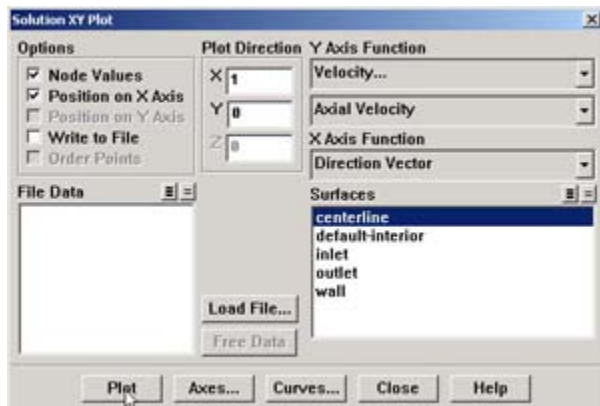 Solution XY Plot
Options
Node Values
Position on X Axis
Position on Y Axis
Write to File
Order Points
Plot Direction
X 1
Y 0
Z 0
Y Axis Function
Velocity...
Axial Velocity
X Axis Function
Direction Vector
File Data
Surfaces
centerline
default-interior
inlet
outlet
wall
Load File...
Free Data
Plot
Axes...
Curves...
Close
Help